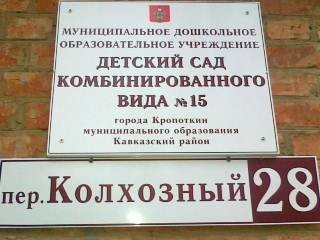 МУНИЦИПАЛЬНОЕ ДОШКОЛЬНОЕ
ОБРАЗОВАТЕЛЬНОЕ УЧРЕЖДЕНИЕ
ДЕТСКИЙ САД
КОМБИНИРОВАННОГО
ВИДА №15
города Кропоткин
муниципального образования
Кавказский район
пер. Колхозный 28